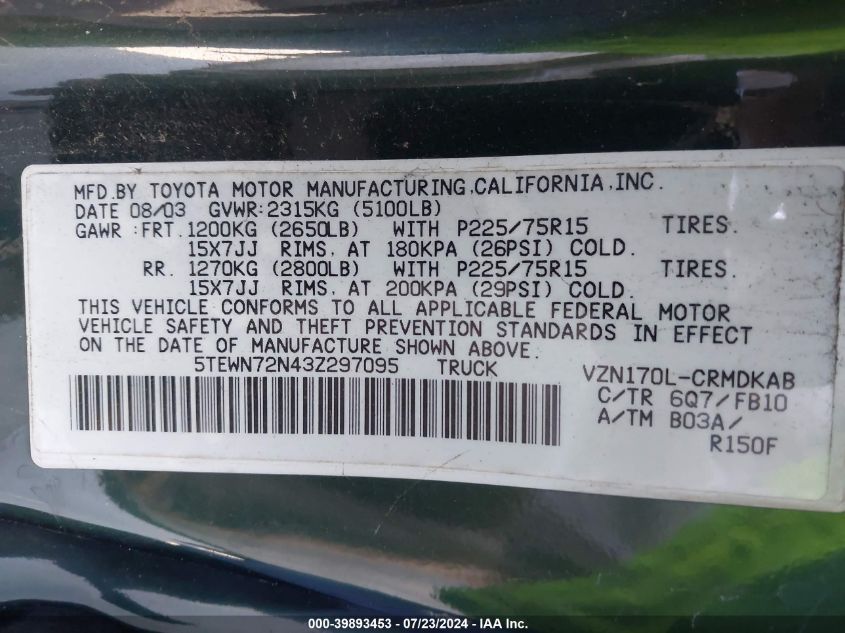 MFD.BY TOYOTA MOTOR MANUFACTURING,CALIFORNIA,INC.
DATE 08/03 GVWR:2315KG (5100LB)
GAWR :FRT.1200KG (2650LB) WITH P225/75R15 TIRES.
15X7JJ RIMS, AT 180KPA (26PSI) COLD.
RR. 1270KG (2800LB) WITH P225/75R15 TIRES.
15X7JJ RIMS, AT 200KPA (29PSI) COLD.
THIS VEHICLE CONFORMS TO ALL APPLICABLE FEDERAL MOTOR
VEHICLE SAFETY AND THEFT PREVENTION STANDARDS IN EFFECT
ON THE DATE OF MANUFACTURE SHOWN ABOVE.
5TEWN72N43Z297095 TRUCK VZN170L-CRMDKAB
C/TR 6Q7/FB10
A/TM B03A/
R150F
000-39893453 - 07/23/2024 - IAA Inc.